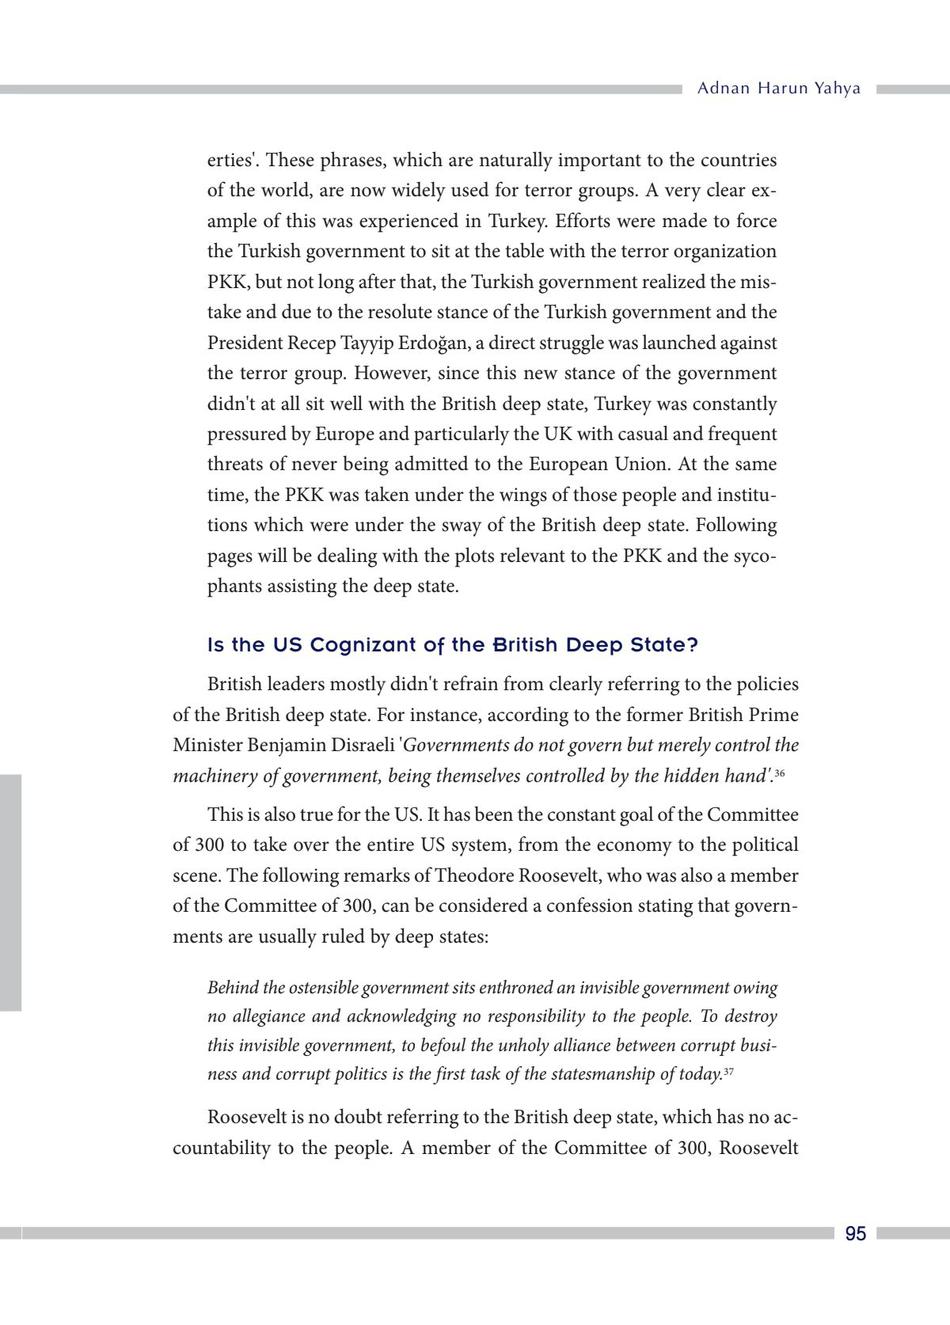 Adnan Harun Yahya
erties'. These phrases, which are naturally important to the countries
of the world, are now widely used for terror groups. A very clear ex-
ample of this was experienced in Turkey. Efforts were made to force
the Turkish government to sit at the table with the terror organization
PKK, but not long after that, the Turkish government realized the mis-
take and due to the resolute stance of the Turkish government and the
President Recep Tayyip Erdoğan, a direct struggle was launched against
the terror group. However, since this new stance of the government
didn't at all sit well with the British deep state, Turkey was constantly
pressured by Europe and particularly the UK with casual and frequent
threats of never being admitted to the European Union. At the same
time, the PKK was taken under the wings of those people and institu-
tions which were under the sway of the British deep state. Following
pages will be dealing with the plots relevant to the PKK and the syco-
phants assisting the deep state.
Is the US Cognizant of the British Deep State?
British leaders mostly didn't refrain from clearly referring to the policies
of the British deep state. For instance, according to the former British Prime
Minister Benjamin Disraeli 'Governments do not govern but merely control the
machinery of government, being themselves controlled by the hidden hand'.36
This is also true for the US. It has been the constant goal of the Committee
of 300 to take over the entire US system, from the economy to the political
scene. The following remarks of Theodore Roosevelt, who was also a member
of the Committee of 300, can be considered a confession stating that govern-
ments are usually ruled by deep states:
Behind the ostensible government sits enthroned an invisible government owing
no allegiance and acknowledging no responsibility to the people. To destroy
this invisible government, to befoul the unholy alliance between corrupt busi-
ness and corrupt politics is the first task of the statesmanship of today.37
Roosevelt is no doubt referring to the British deep state, which has no ac-
countability to the people. A member of the Committee of 300, Roosevelt
95